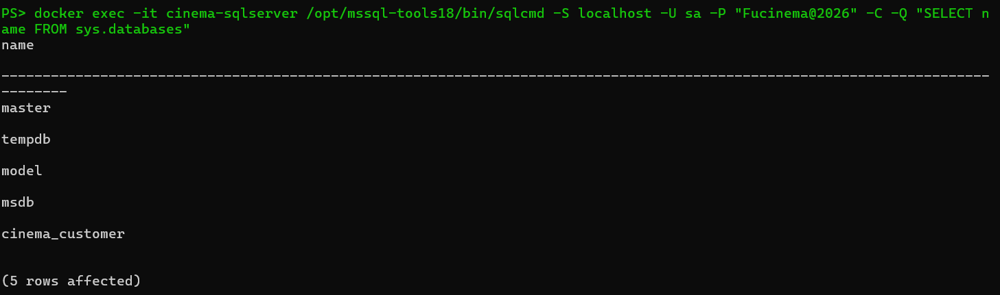 PS> docker exec -it cinema-sqlserver /opt/mssql-tools18/bin/sqlcmd -S localhost -U sa -P "Fucinema@2026" -C -Q "SELECT n
ame FROM sys.databases"
name
------------------------------------------------------------------------------------------------------------------------
--------
master
tempdb
model
msdb
cinema_customer
(5 rows affected)